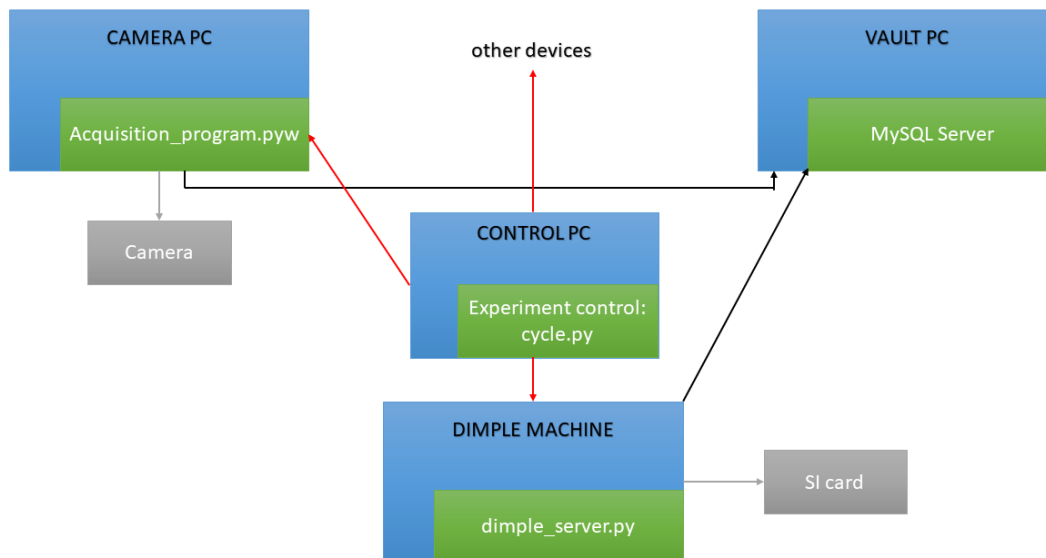 CAMERA PC
Acquisition_program.pyw
Camera
other devices
VAULT PC
MySQL Server
CONTROL PC
Experiment control:
cycle.py
DIMPLE MACHINE
dimple_server.py
SI card